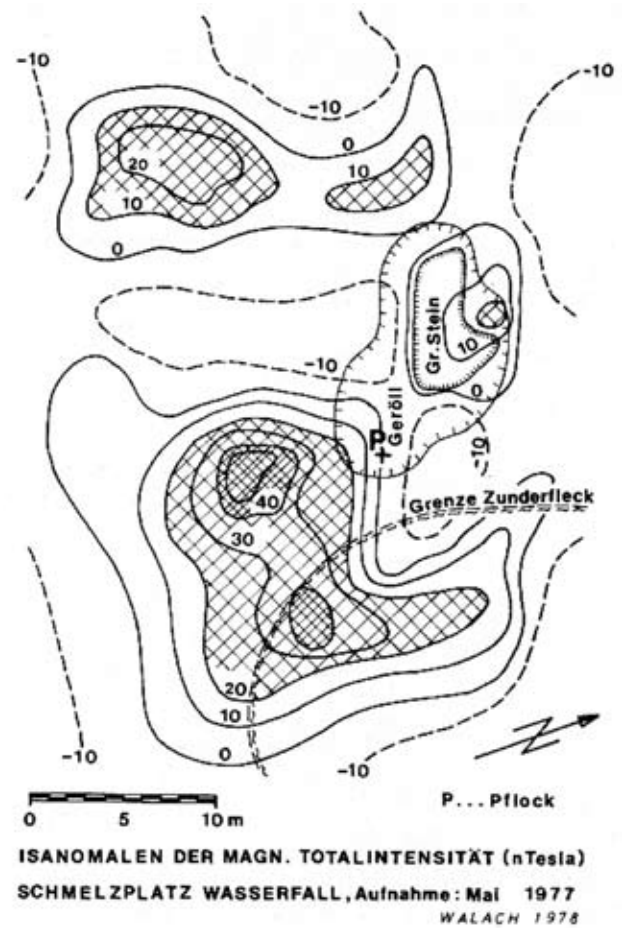 -10
-10
-10
0
10
20
10
0
Gr. Stein
10
0
-10
Geröll
P
-10
Grenze Zunderfleck
40
30
20
10
0
-10
-10
P...Pflock
0 5 10 m
ISANOMALEN DER MAGN. TOTALINTENSITÄT (nTesla)
SCHMELZPLATZ WASSERFALL, Aufnahme: Mai 1977
WALACH 1978